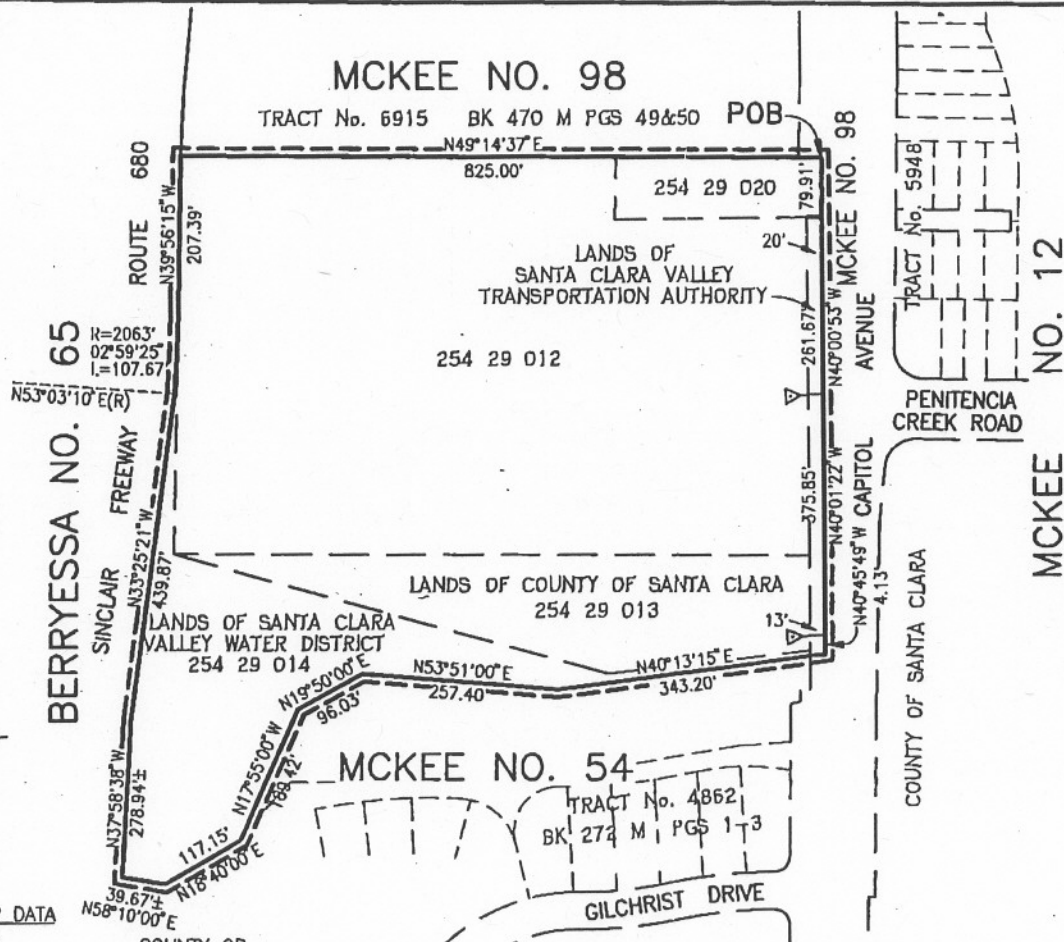 MCKEE NO. 98
TRACT No. 6915 BK 470 M PGS 49&50
POB
N49°14'37"E
825.00'
254 29 020
79.91'
MCKEE NO. 98
ROUTE 680
N39°56'15"W
207.39'
20'
LANDS OF
SANTA CLARA VALLEY
TRANSPORTATION AUTHORITY
TRACT No. 5948
MCKEE NO. 12
BERRYESSA NO. 65
R=2063'
02°59'25"
L=107.67
N53°03'10"E(R)
254 29 012
261.67'
N40°00'53"W
AVENUE
PENITENCIA
CREEK ROAD
SINCLAIR FREEWAY
N33°25'21"W
439.87'
375.85'
N40°01'22"W
CAPITOL
N40°45'49"W
4.13'
LANDS OF COUNTY OF SANTA CLARA
254 29 013
13'
LANDS OF SANTA CLARA
VALLEY WATER DISTRICT
254 29 014
COUNTY OF SANTA CLARA
N19°50'00"E
96.03'
N53°51'00"E
257.40
N40°13'15"E
343.20'
N17°55'00"W
189.42'
MCKEE NO. 54
N37°58'38"W
278.94'±
TRACT No. 4862
BK 272 M PGS 1-3
117.15'
N18°40'00"E
39.67'±
N58°10'00"E
GILCHRIST DRIVE
DATA